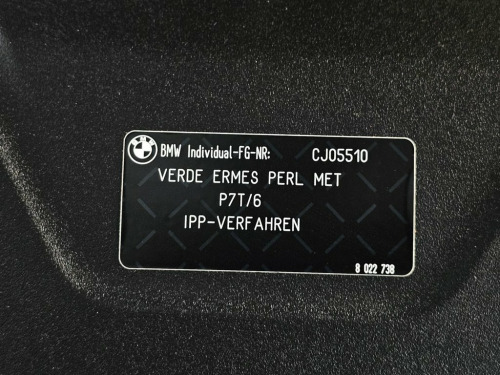 BMW Individual-FG-NR: CJ05510
VERDE ERMES PERL MET
P7T/6
IPP-VERFAHREN
8 022 738